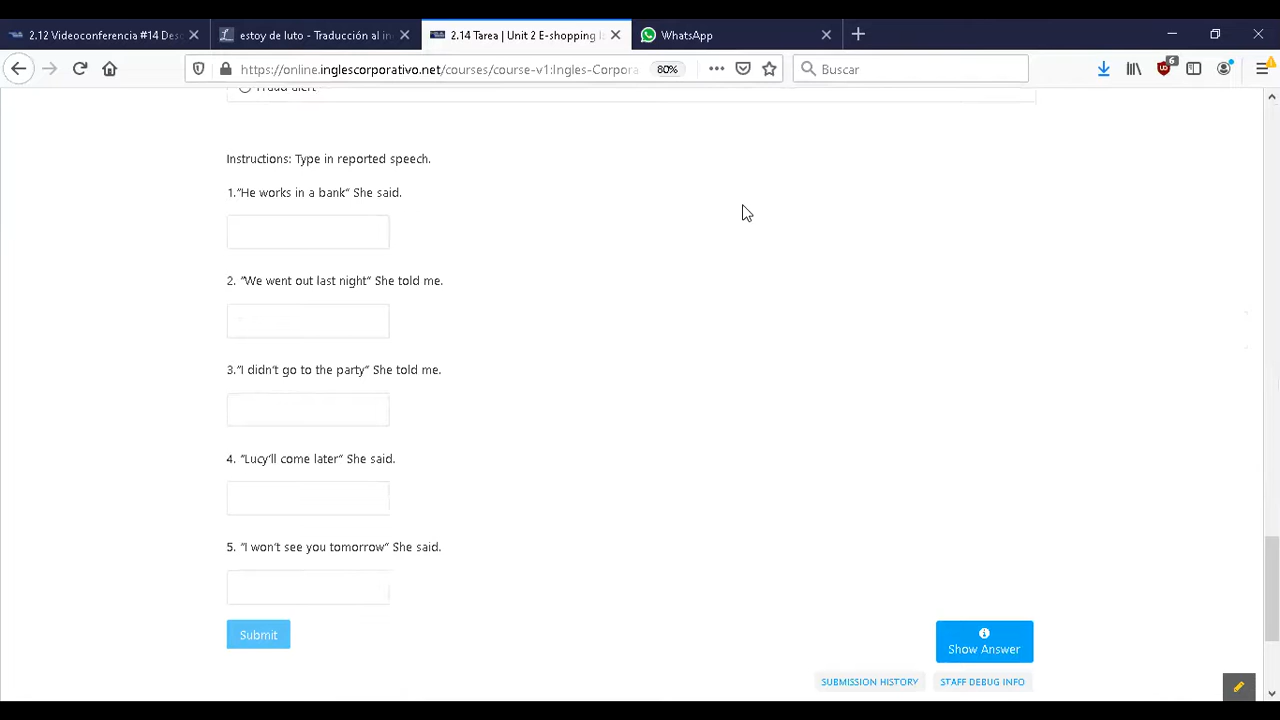 2.12 Videoconferencia #14 Des
estoy de luto - Traducción al in
2.14 Tarea | Unit 2 E-shopping
WhatsApp
https://online.inglescorporativo.net/courses/course-v1:Ingles-Corpora
80%
Buscar
6
Fraud alert
Instructions: Type in reported speech.
1."He works in a bank" She said.
2. "We went out last night" She told me.
3."I didn't go to the party" She told me.
4. "Lucy'll come later" She said.
5. "I won't see you tomorrow" She said.
Submit
Show Answer
SUBMISSION HISTORY
STAFF DEBUG INFO